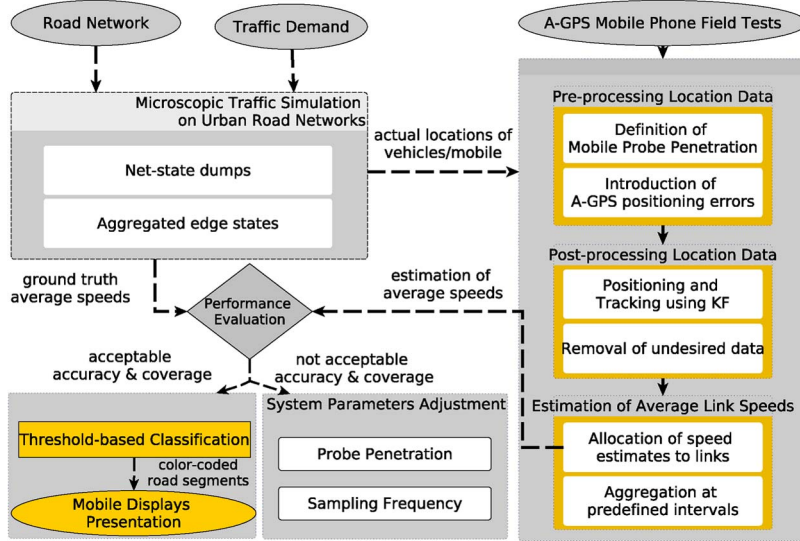 Road Network
Traffic Demand
A-GPS Mobile Phone Field Tests
Microscopic Traffic Simulation
on Urban Road Networks
Net-state dumps
Aggregated edge states
actual locations of
vehicles/mobile
Pre-processing Location Data
Definition of
Mobile Probe Penetration
Introduction of
A-GPS positioning errors
Post-processing Location Data
Positioning and
Tracking using KF
Removal of undesired data
Estimation of Average Link Speeds
Allocation of speed
estimates to links
Aggregation at
predefined intervals
ground truth
average speeds
Performance
Evaluation
estimation of
average speeds
acceptable
accuracy & coverage
not acceptable
accuracy & coverage
Threshold-based Classification
color-coded
road segments
Mobile Displays
Presentation
System Parameters Adjustment
Probe Penetration
Sampling Frequency